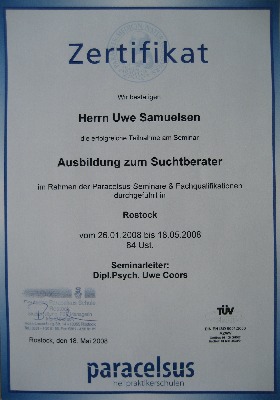 Zertifikat
Wir bestätigen
Herrn Uwe Samuelsen
die erfolgreiche Teilnahme am Seminar
Ausbildung zum Suchtberater
im Rahmen der Paracelsus Seminare & Fachqualifikationen
durchgeführt in
Rostock
vom 26.01.2008 bis 18.05.2008
64 Ust.
Seminarleiter:
Dipl.Psych. Uwe Coors
TÜV
Rostock, den 18. Mai 2008
paracelsus
heilpraktikerschulen